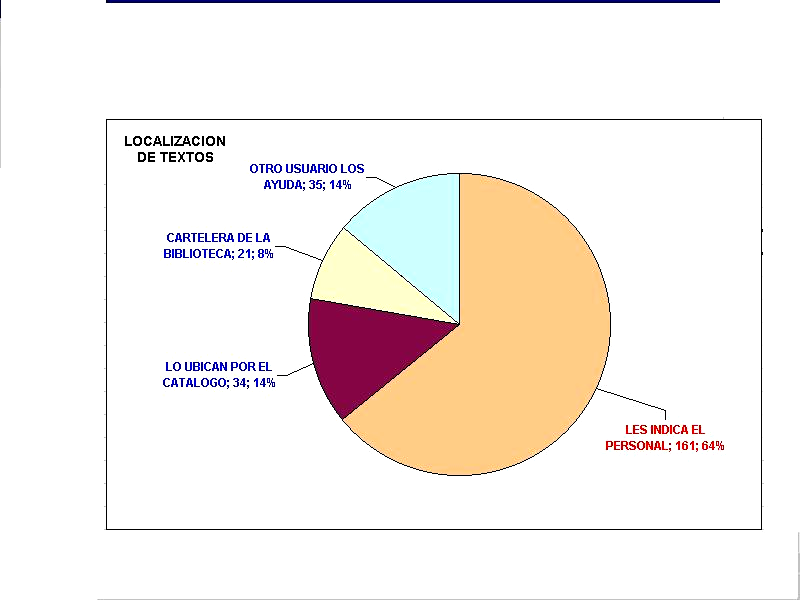 LOCALIZACION
DE TEXTOS
OTRO USUARIO LOS
AYUDA; 35; 14%
CARTELERA DE LA
BIBLIOTECA; 21; 8%
LO UBICAN POR EL
CATALOGO; 34; 14%
LES INDICA EL
PERSONAL; 161; 64%